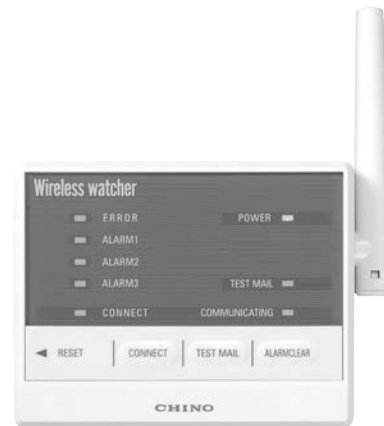 Wireless watcher
ERROR POWER
ALARM1
ALARM2
ALARM3 TEST MAIL
CONNECT COMMUNICATING
RESET CONNECT TEST MAIL ALARMCLEAR
CHINO